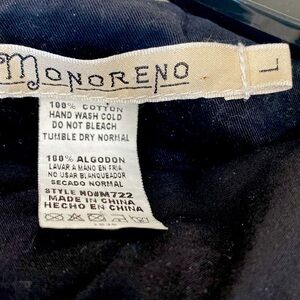 MONORENO
L
100% COTTON
HAND WASH COLD
DO NOT BLEACH
TUMBLE DRY NORMAL
100% ALGODON
LAVAR A MANO EN FRIA
NO USAR BLANQUEADOR
SECADO NORMAL
STYLE NO#M722
MADE IN CHINA
HECHO EN CHINA